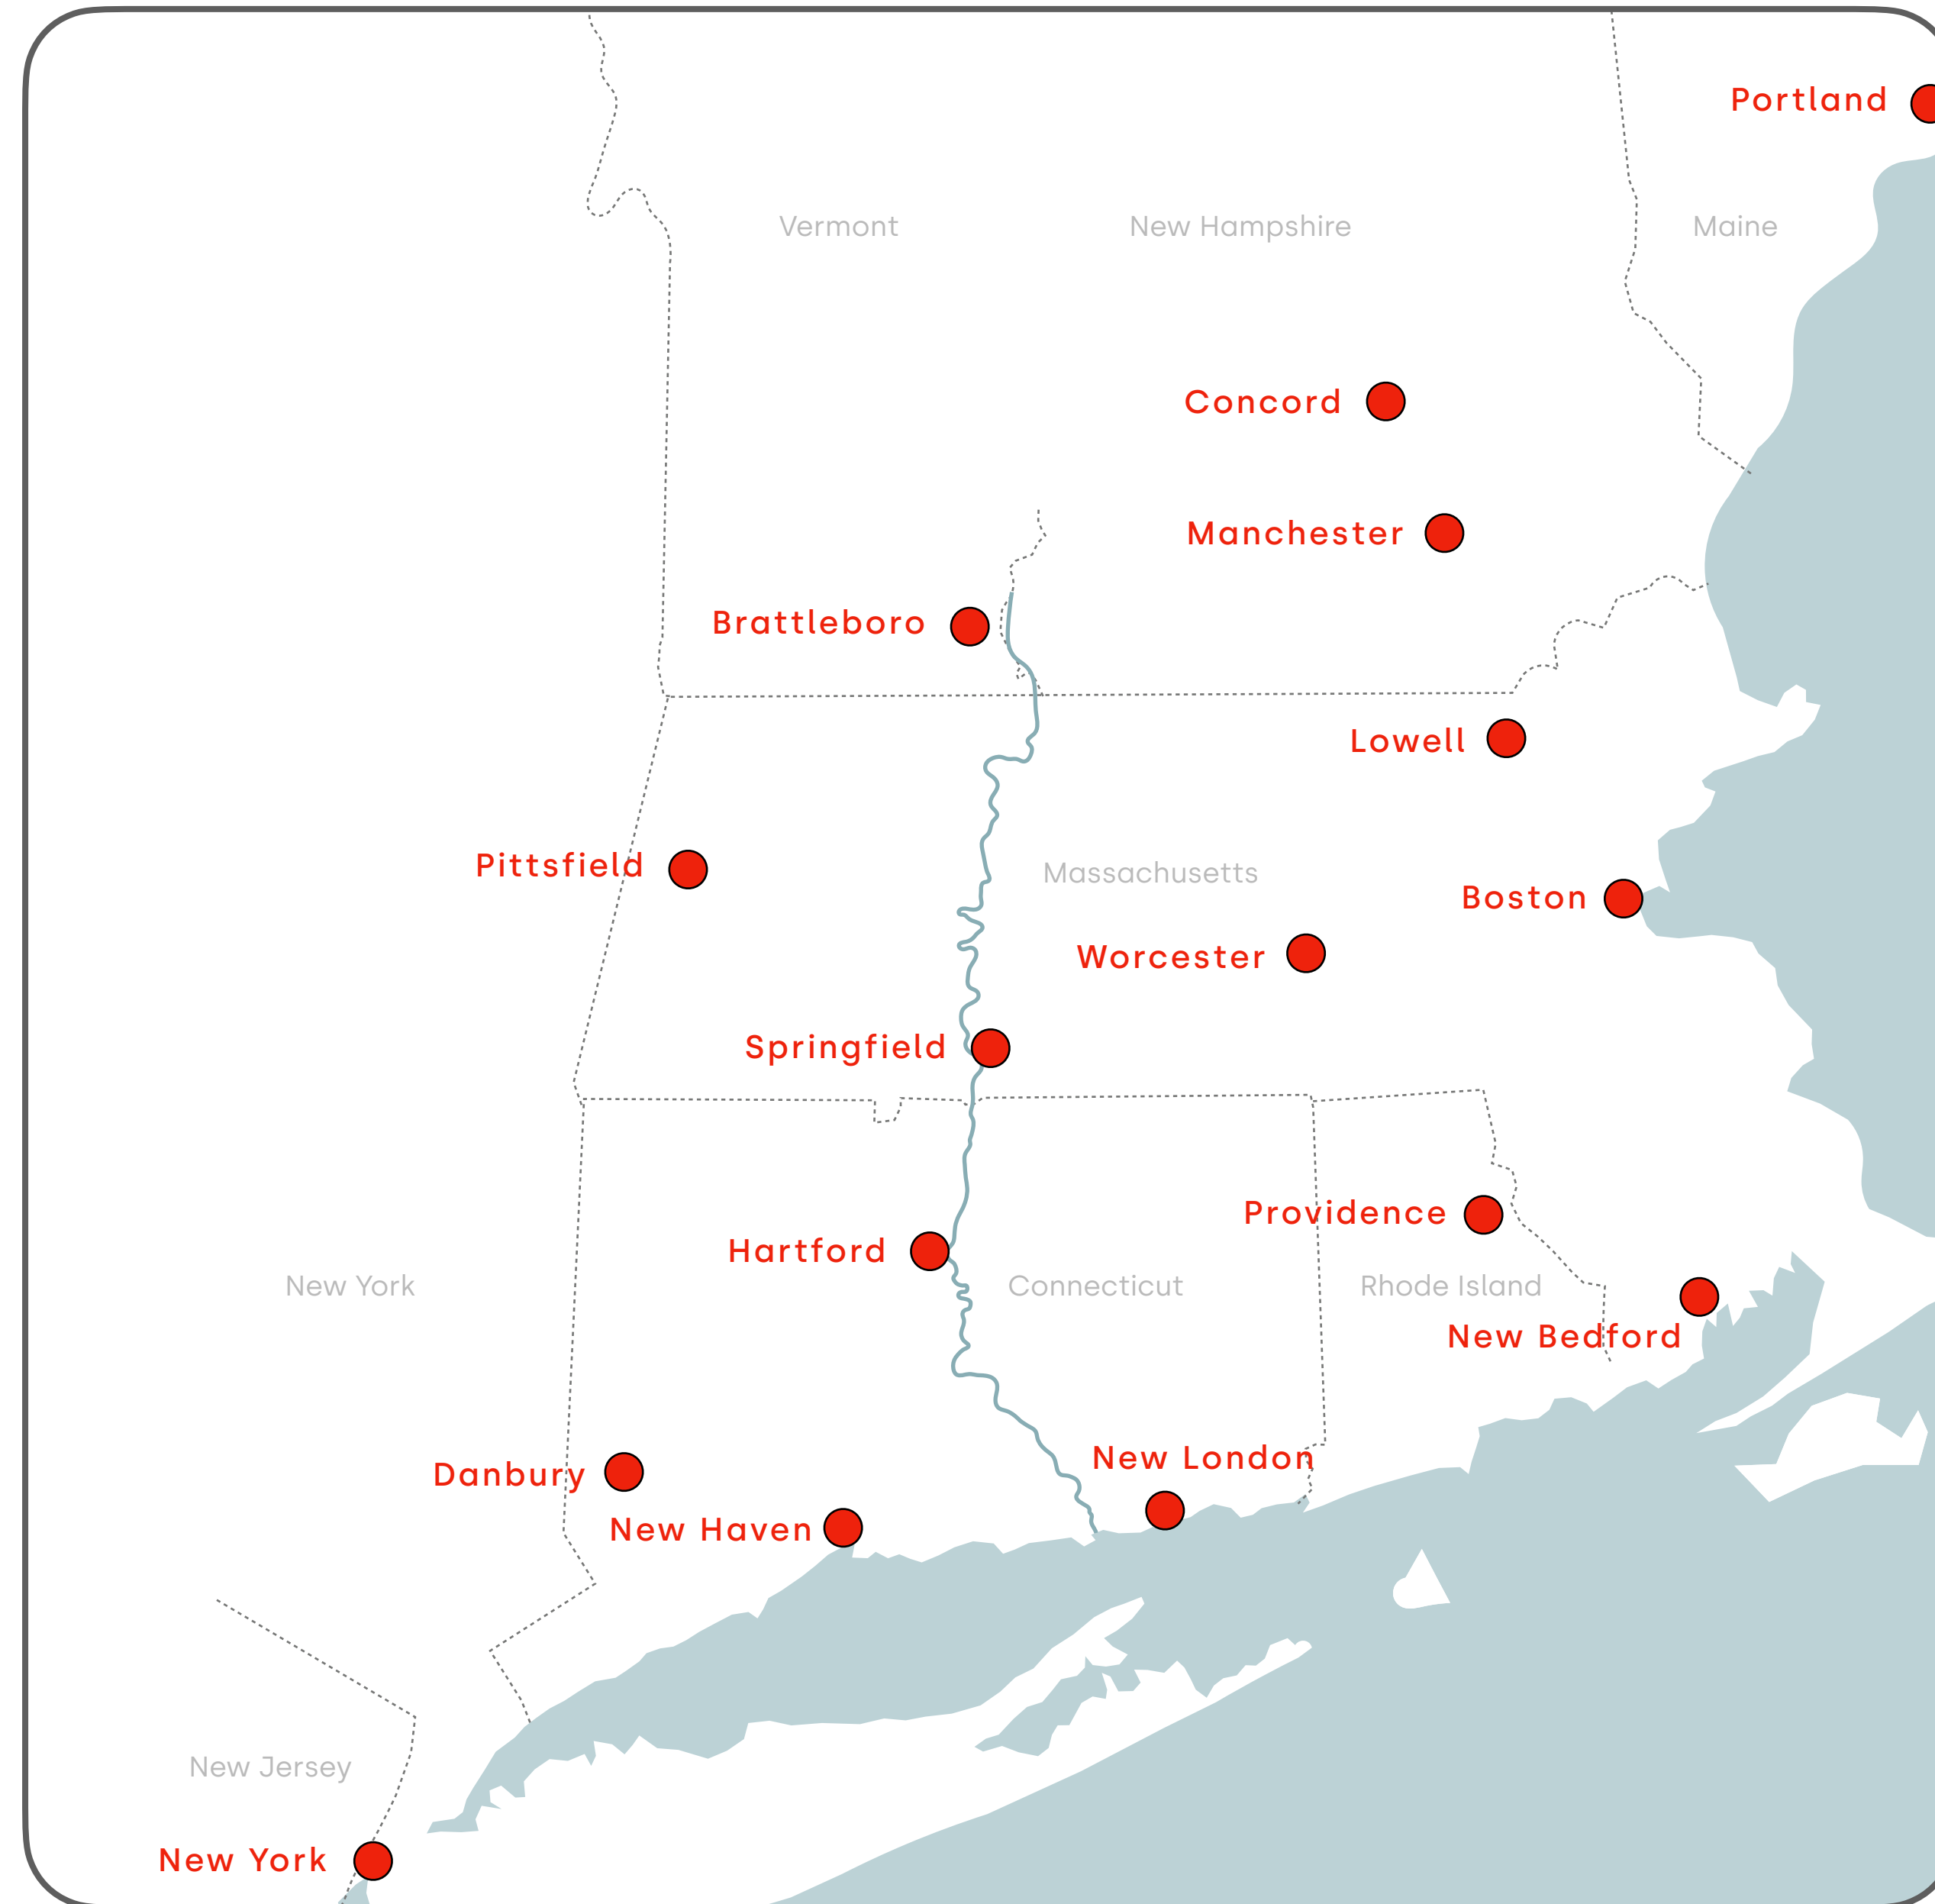 Portland
Vermont
New Hampshire
Maine
Concord
Manchester
Brattleboro
Lowell
Pittsfield
Massachusetts
Boston
Worcester
Springfield
Providence
Hartford
New York
Connecticut
Rhode Island
New Bedford
New London
Danbury
New Haven
New Jersey
New York